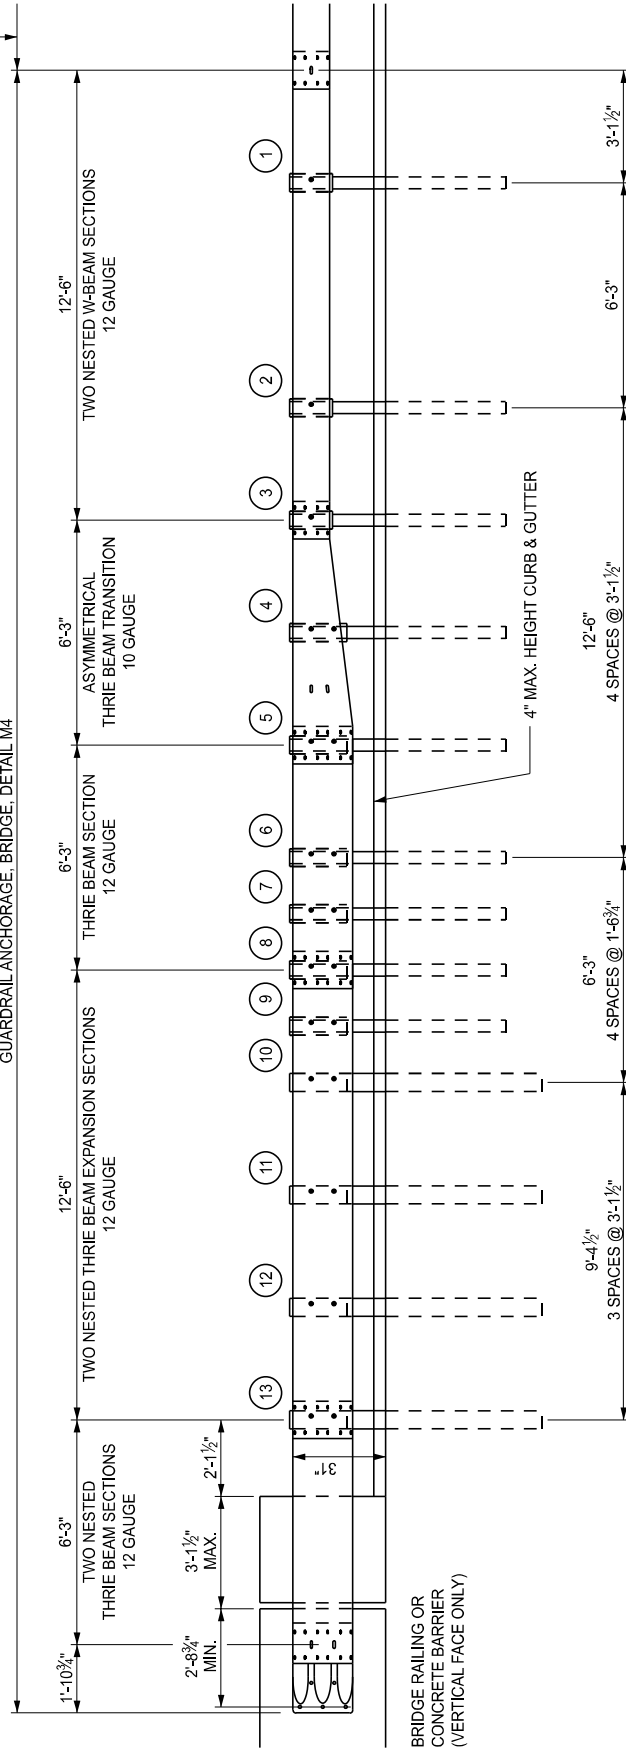 GUARDRAIL ANCHORAGE, BRIDGE, DETAIL M4
1'-10¾"
6'-3"
TWO NESTED
THRIE BEAM SECTIONS
12 GAUGE
12'-6"
TWO NESTED THRIE BEAM EXPANSION SECTIONS
12 GAUGE
6'-3"
THRIE BEAM SECTION
12 GAUGE
6'-3"
ASYMMETRICAL
THRIE BEAM TRANSITION
10 GAUGE
12'-6"
TWO NESTED W-BEAM SECTIONS
12 GAUGE
2'-8¾"
MIN.
3'-1½"
MAX.
2'-1½"
13
12
11
10
9
8
7
6
5
4
3
2
1
31"
BRIDGE RAILING OR
CONCRETE BARRIER
(VERTICAL FACE ONLY)
4" MAX. HEIGHT CURB & GUTTER
9'-4½"
3 SPACES @ 3'-1½"
6'-3"
4 SPACES @ 1'-6¾"
12'-6"
4 SPACES @ 3'-1½"
6'-3"
3'-1½"